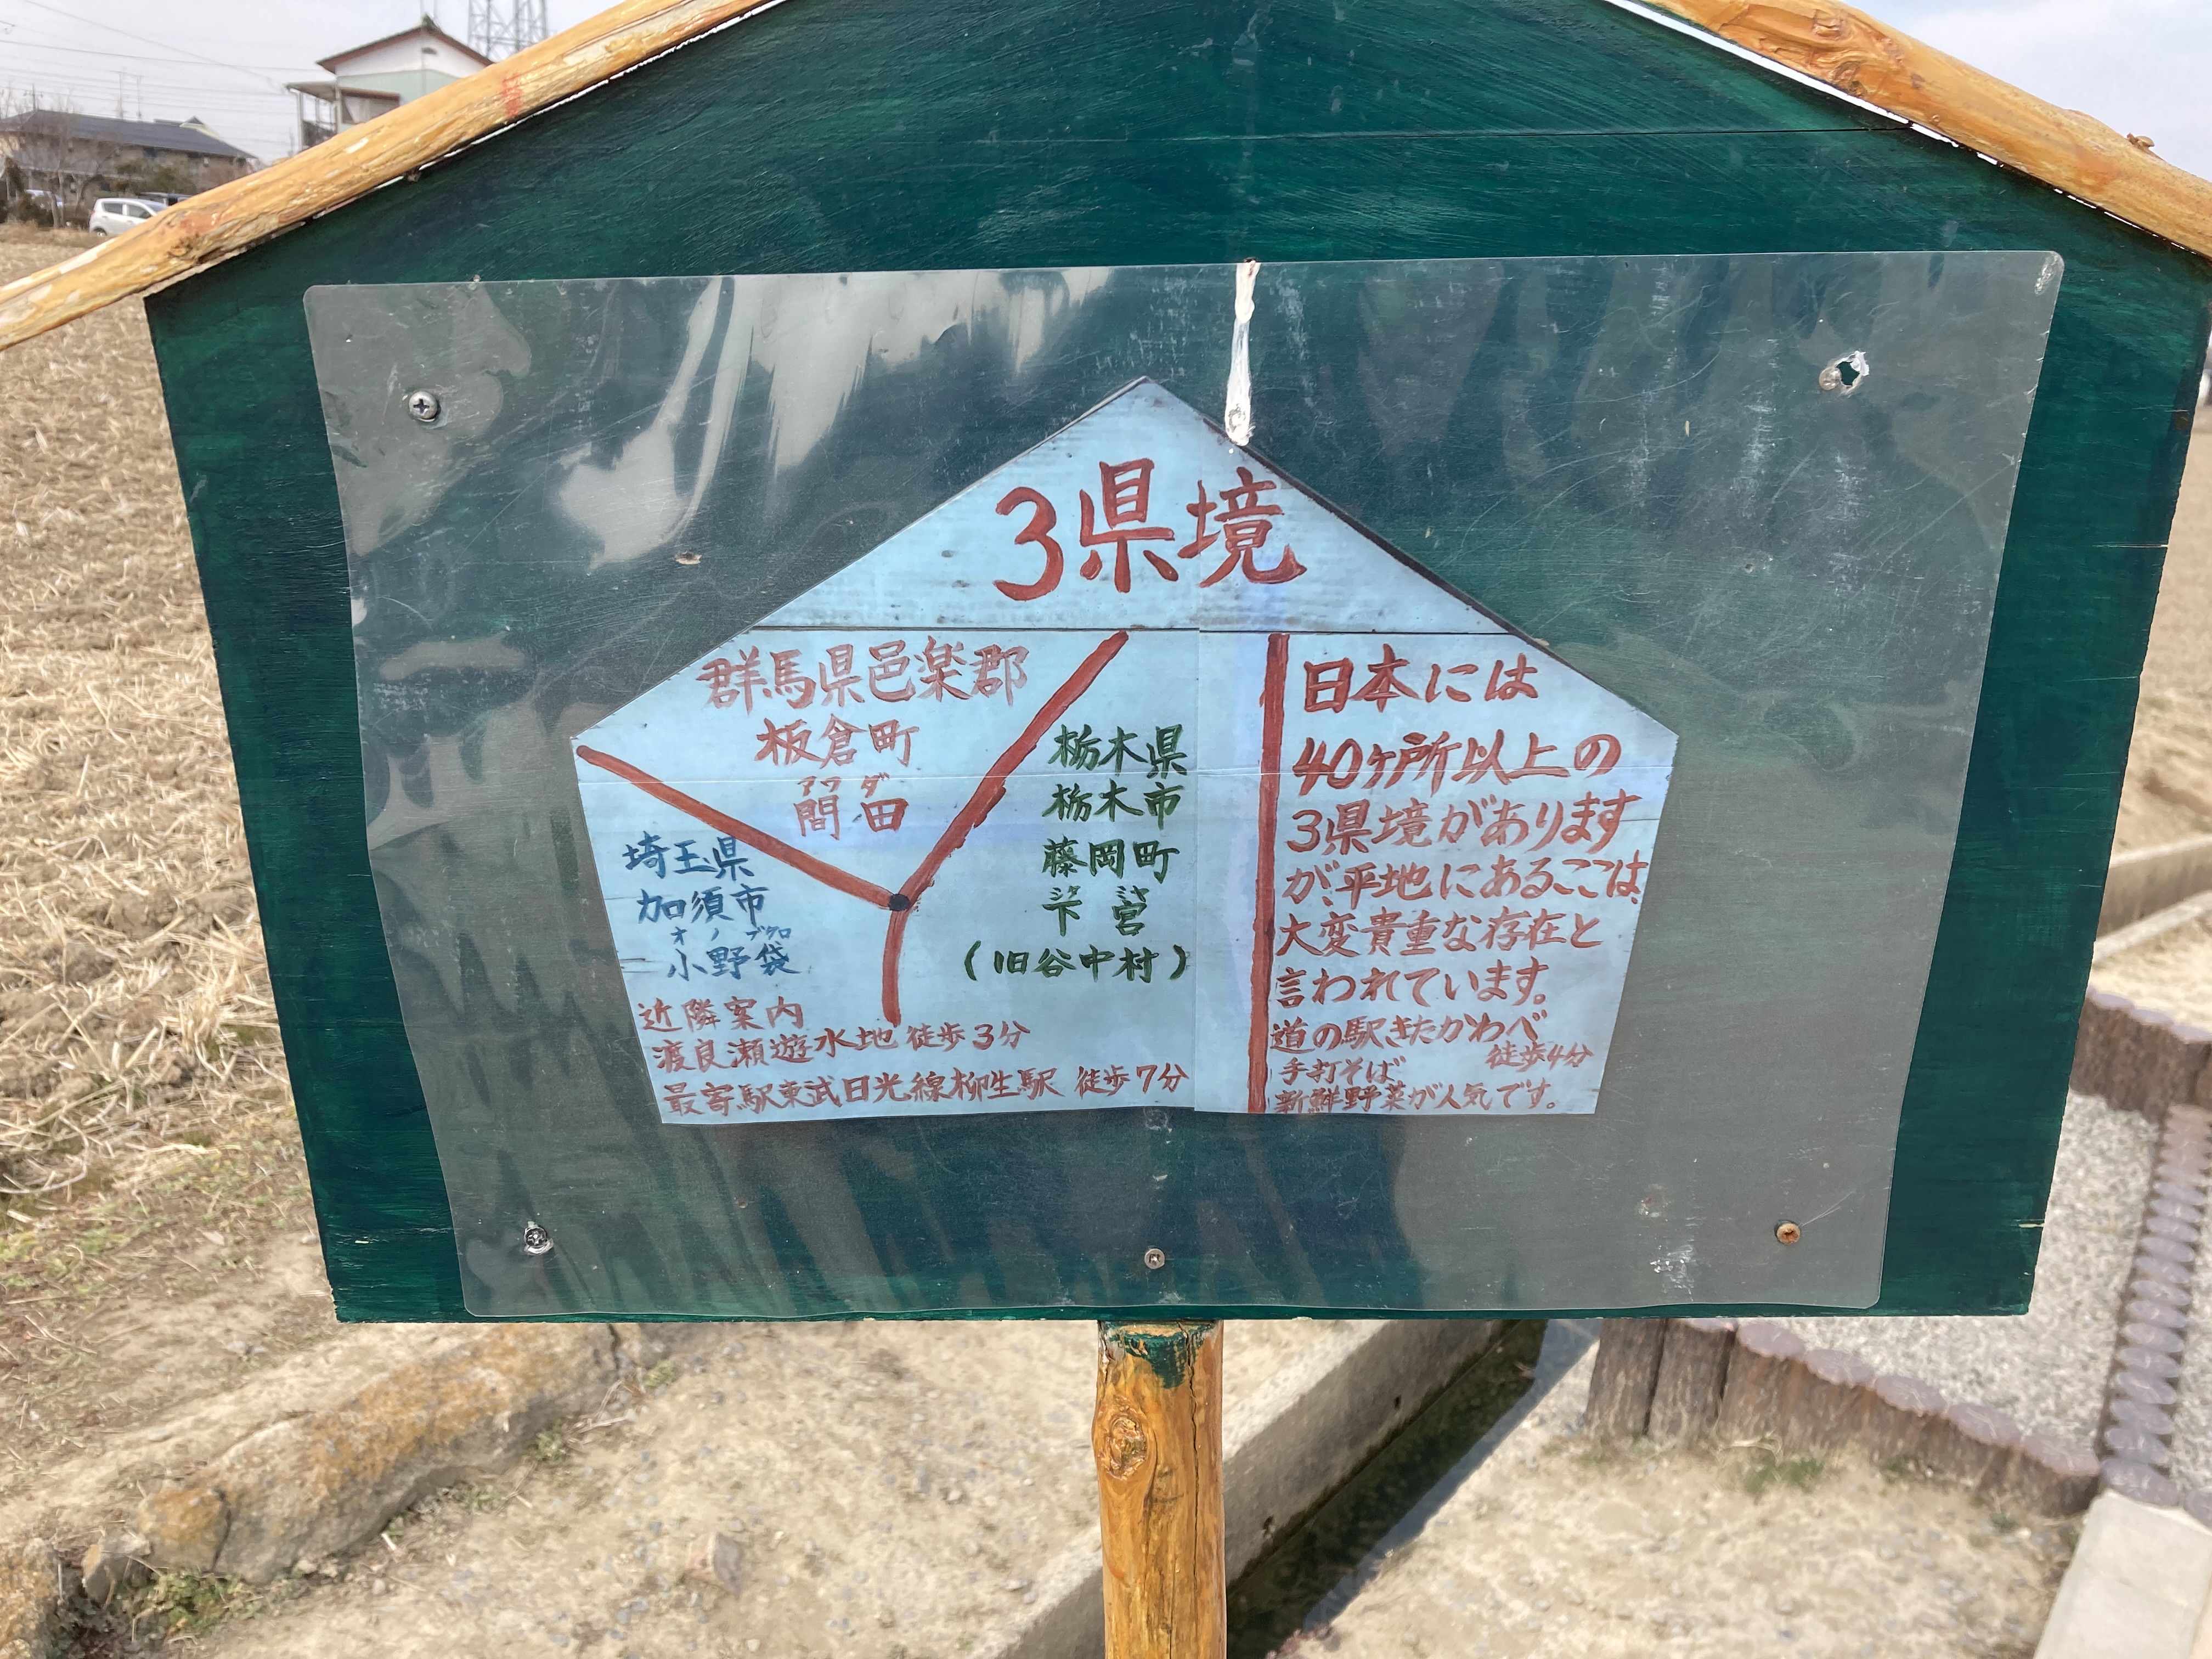 3県境
群馬県邑楽郡
板倉町
アワダ
間田
埼玉県
加須市
オノブクロ
小野袋
栃木県
栃木市
藤岡町
下宮
(旧谷中村)
近隣案内
渡良瀬遊水地 徒歩3分
最寄駅東武日光線柳生駅 徒歩7分
日本には
40ヶ所以上の
3県境があります
が、平地にあるここは、
大変貴重な存在と
言われています。
道の駅きたかわべ
徒歩4分
手打そば
新鮮野菜が人気です。